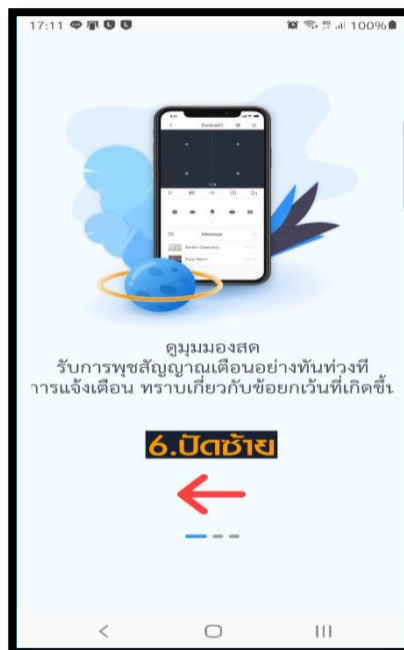 17:11 100%
Message
ดูมุมมองสด
รับการพุชสัญญาณเตือนอย่างทันท่วงที
การแจ้งเตือน ทราบเกี่ยวกับข้อยกเว้นที่เกิดขึ้น
6.ปัดซ้าย